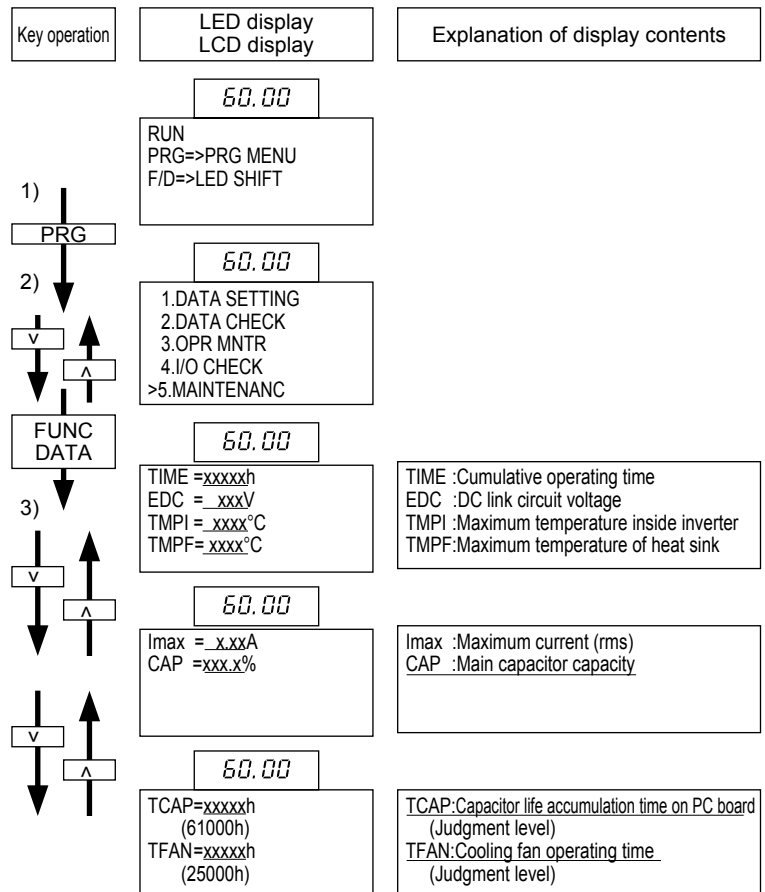 Key operation
LED display
LCD display
Explanation of display contents
60.00
RUN
PRG=>PRG MENU
F/D=>LED SHIFT
1)
PRG
60.00
2)
1.DATA SETTING
2.DATA CHECK
3.OPR MNTR
4.I/O CHECK
>5.MAINTENANC
v
^
FUNC
DATA
60.00
TIME =xxxxxh
EDC = xxxV
TMPI = xxxx°C
TMPF= xxxx°C
TIME :Cumulative operating time
EDC :DC link circuit voltage
TMPI :Maximum temperature inside inverter
TMPF:Maximum temperature of heat sink
3)
v
^
60.00
Imax = x.xxA
CAP =xxx.x%
Imax :Maximum current (rms)
CAP :Main capacitor capacity
v
^
60.00
TCAP=xxxxxh
(61000h)
TFAN=xxxxxh
(25000h)
TCAP:Capacitor life accumulation time on PC board
(Judgment level)
TFAN:Cooling fan operating time
(Judgment level)